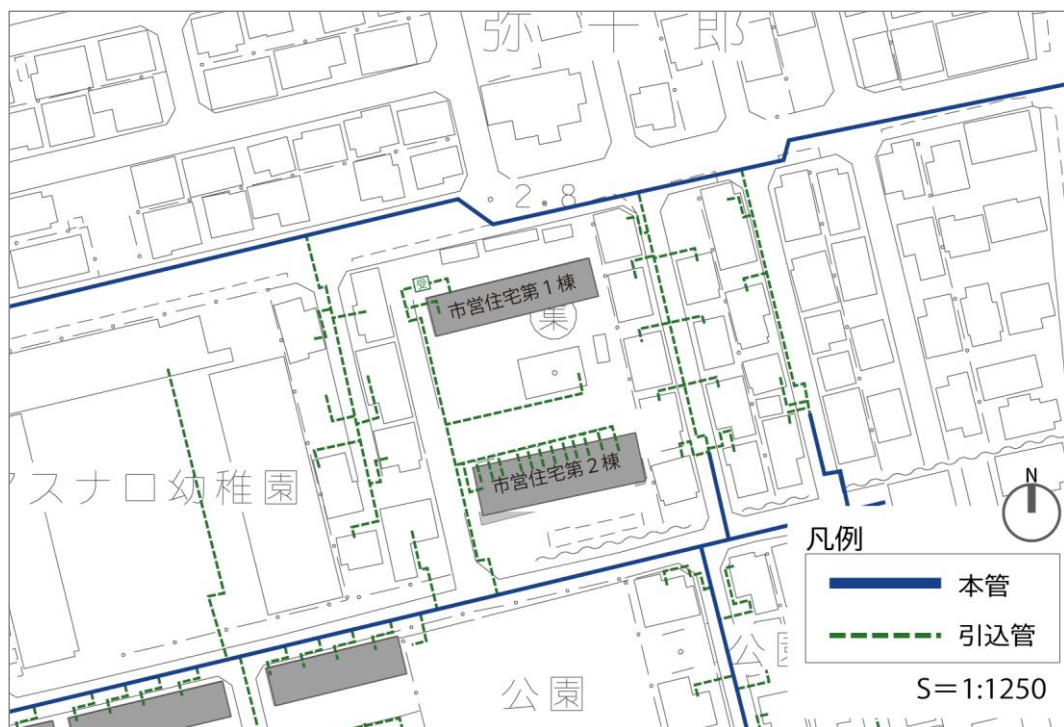 弥十郎
2.8
受
市営住宅第1棟
集
市営住宅第2棟
アスナロ幼稚園
N
凡例
本管
引込管
公園
公園
S=1:1250